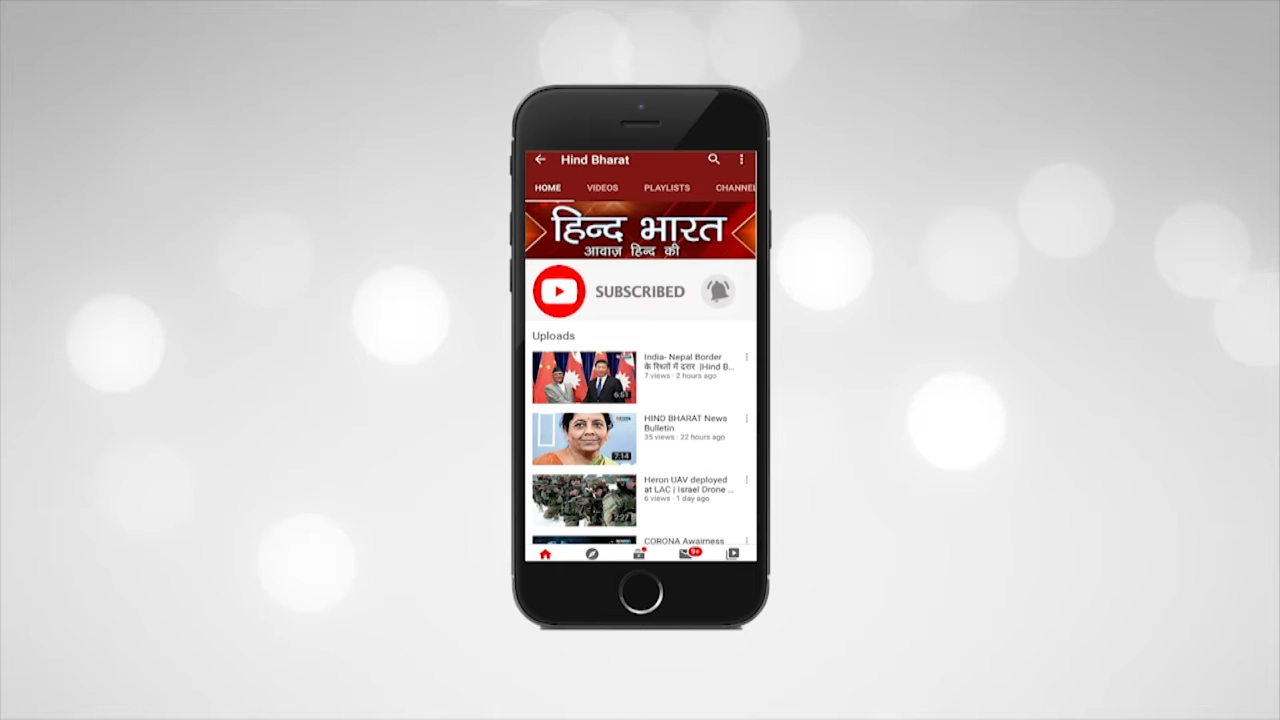 Hind Bharat
HOME VIDEOS PLAYLISTS CHANNEL
हिन्द भारत
आवाज़ हिन्द की
SUBSCRIBED
Uploads
India- Nepal Border
के रिश्तों में दरार |Hind B...
7 views · 2 hours ago
6:51
HIND BHARAT News
Bulletin
35 views · 22 hours ago
7:14
Heron UAV deployed
at LAC | Israel Drone ...
6 views · 1 day ago
CORONA Awairness
9+